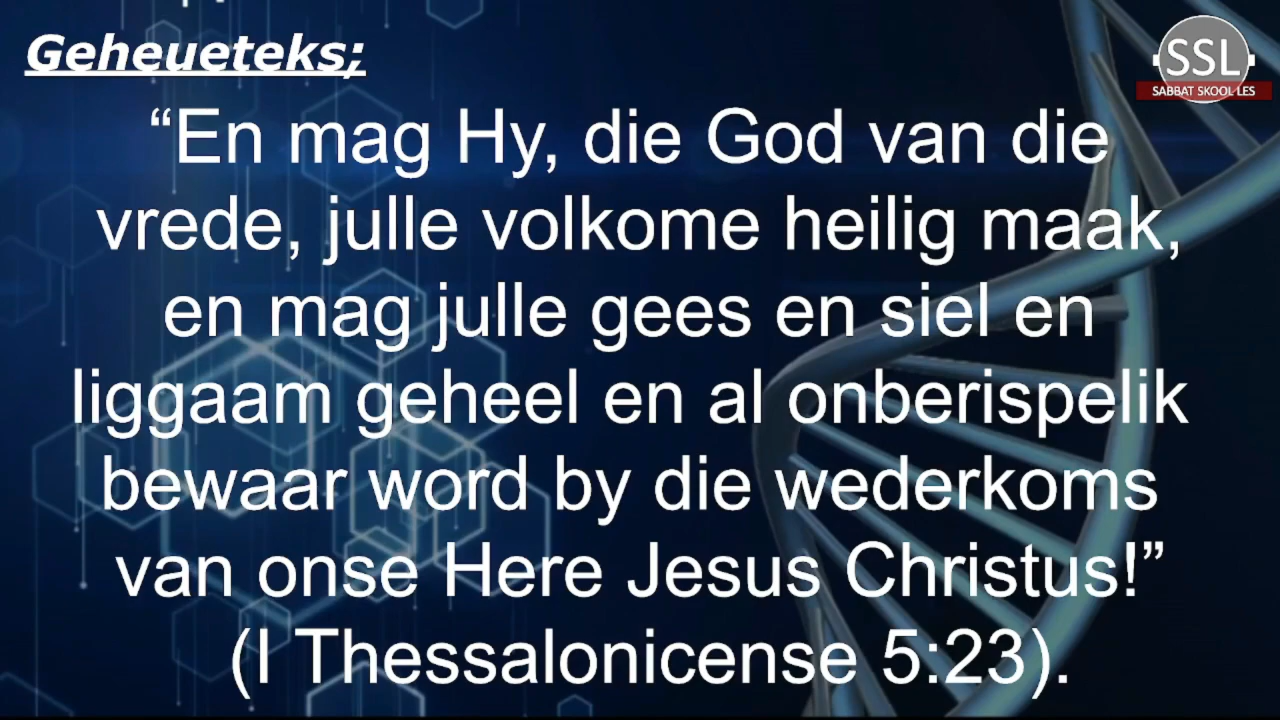 Geheueteks;
SSL
SABBAT SKOOL LES
“En mag Hy, die God van die
vrede, julle volkome heilig maak,
en mag julle gees en siel en
liggaam geheel en al onberispelik
bewaar word by die wederkoms
van onse Here Jesus Christus!”
(I Thessalonicense 5:23).